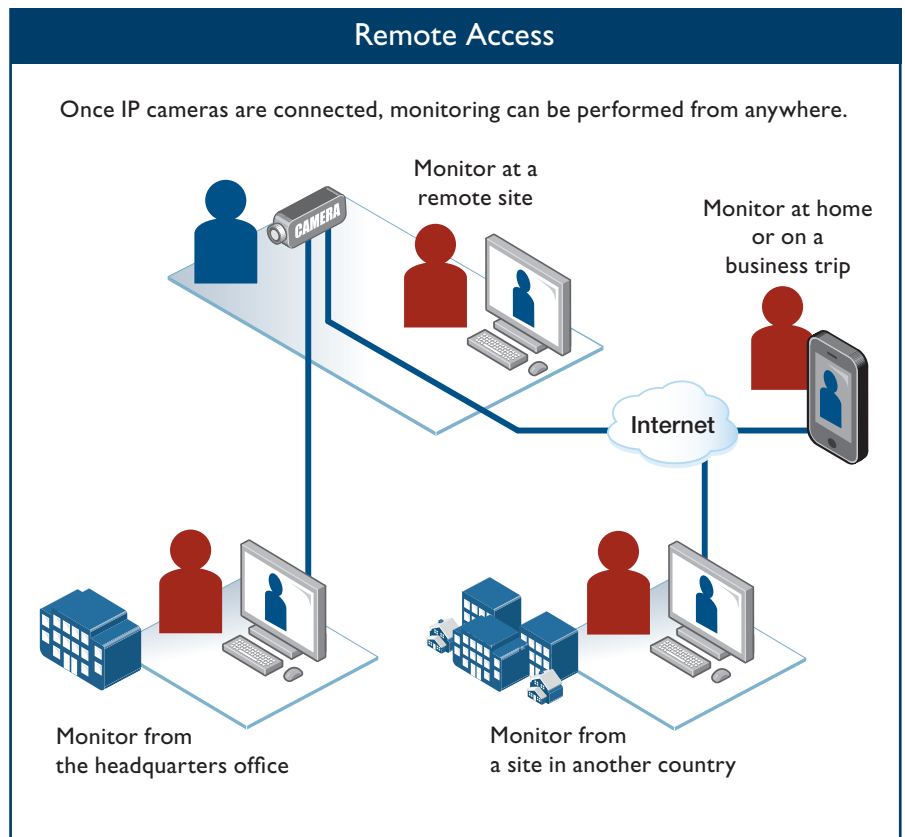 Remote Access
Once IP cameras are connected, monitoring can be performed from anywhere.
Monitor at a
remote site
CAMERA
Monitor at home
or on a
business trip
Internet
Monitor from
the headquarters office
Monitor from
a site in another country